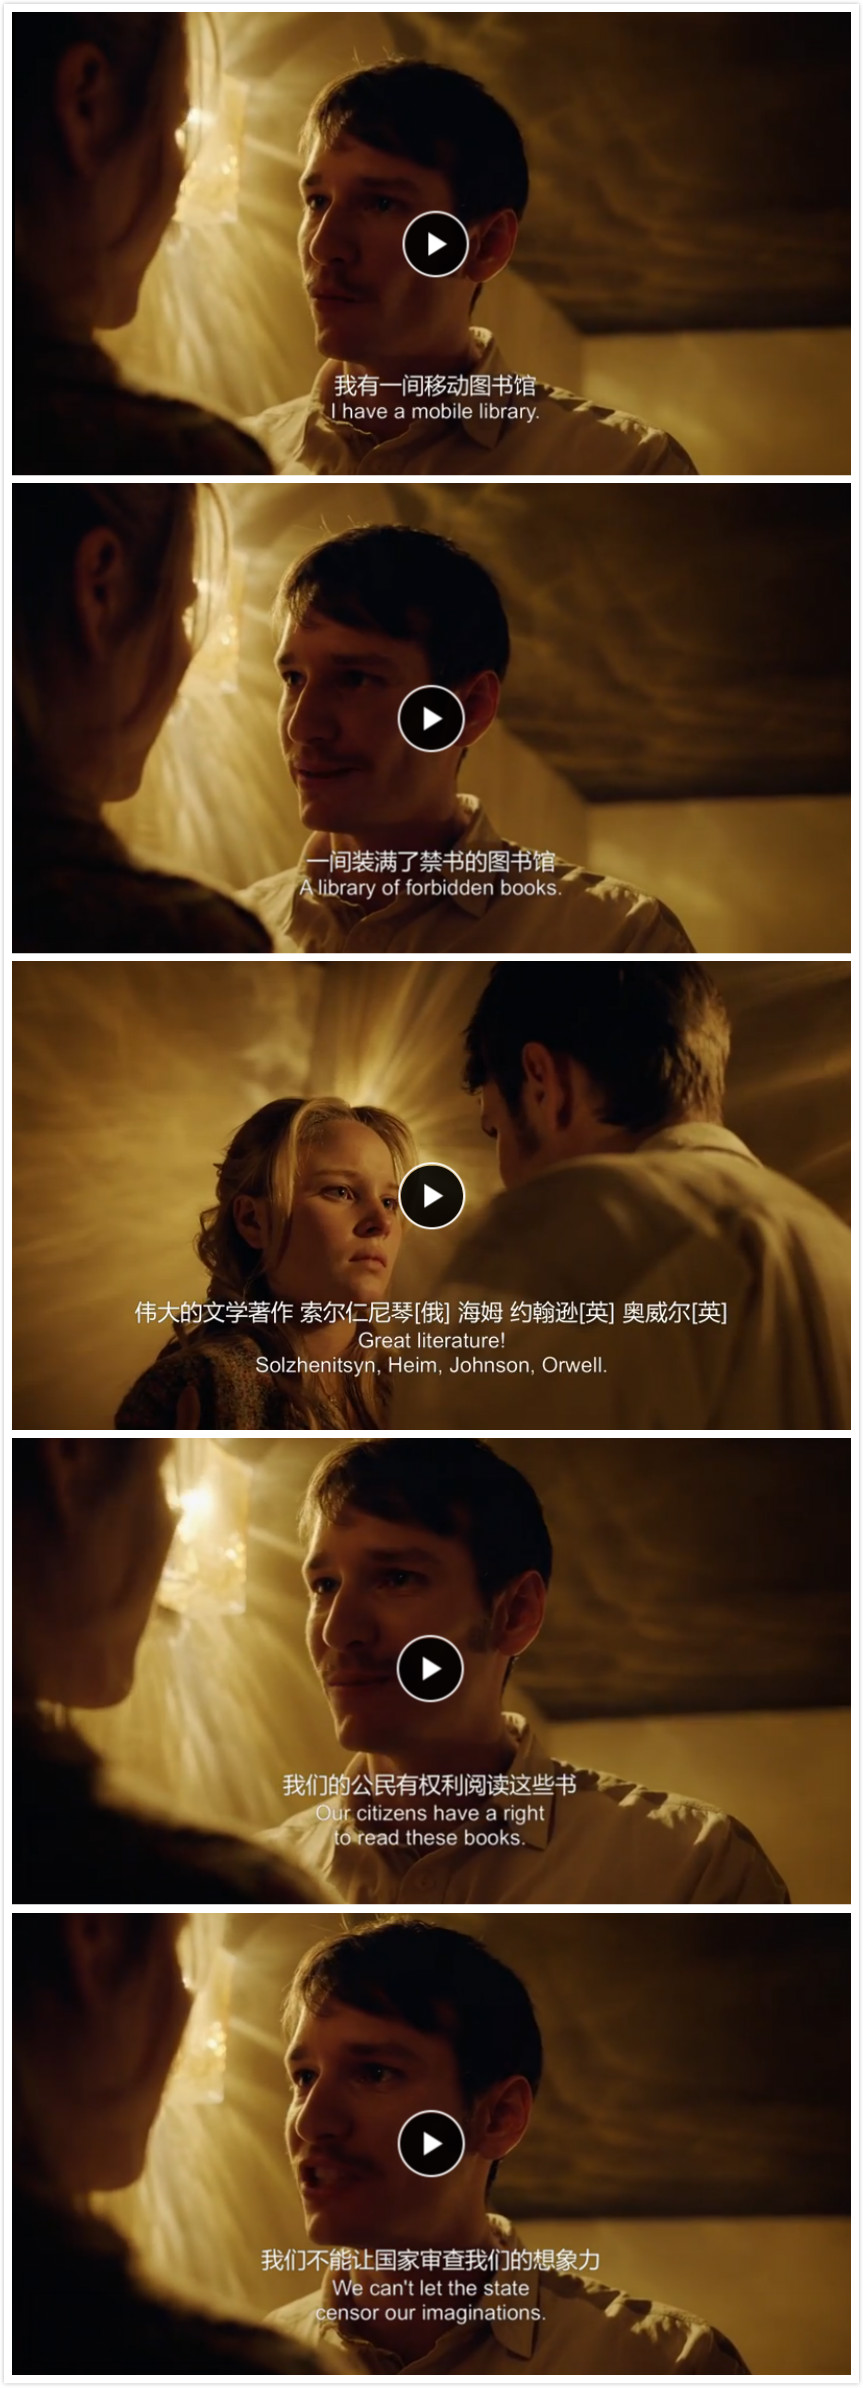 我有一间移动图书馆
I have a mobile library.
一间装满了禁书的图书馆
A library of forbidden books.
伟大的文学著作 索尔仁尼琴[俄] 海姆 约翰逊[英] 奥威尔[英]
Great literature!
Solzhenitsyn, Heim, Johnson, Orwell.
我们的公民有权利阅读这些书
Our citizens have a right
to read these books.
我们不能让国家审查我们的想象力
We can't let the state
censor our imaginations.